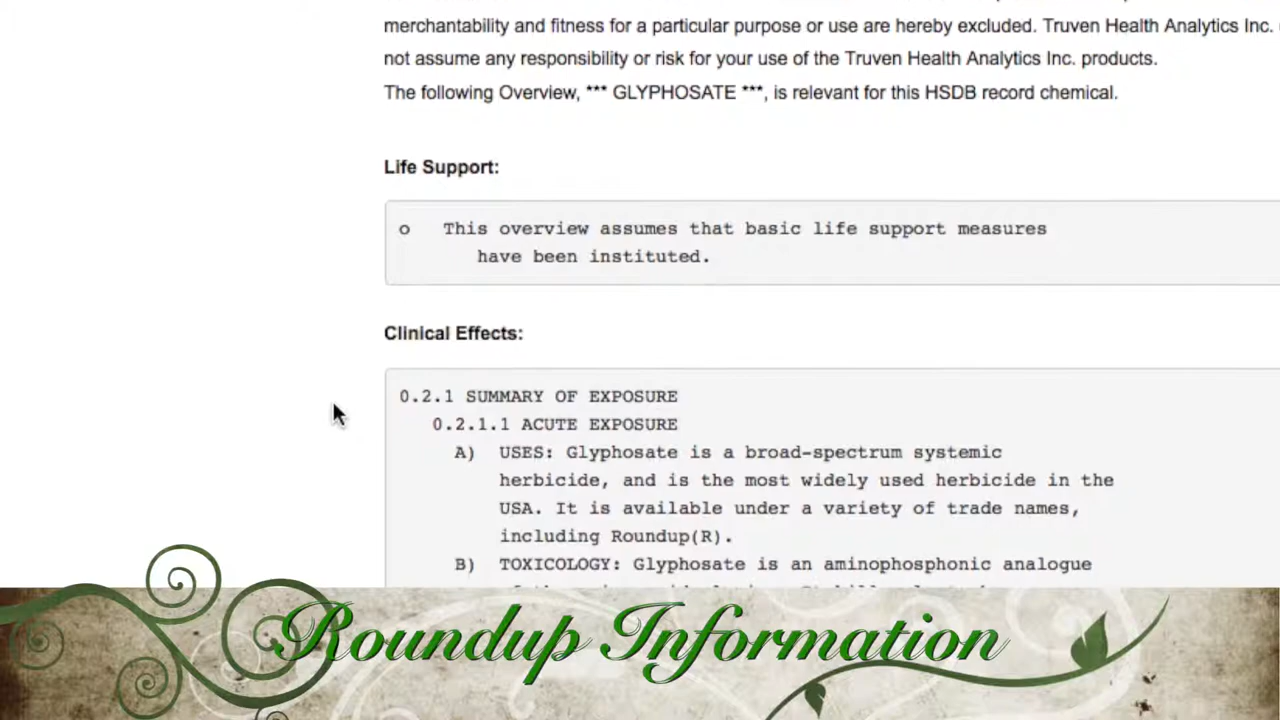 merchantability and fitness for a particular purpose or use are hereby excluded. Truven Health Analytics Inc.
not assume any responsibility or risk for your use of the Truven Health Analytics Inc. products.
The following Overview, *** GLYPHOSATE ***, is relevant for this HSDB record chemical.
Life Support:
o This overview assumes that basic life support measures
have been instituted.
Clinical Effects:
0.2.1 SUMMARY OF EXPOSURE
0.2.1.1 ACUTE EXPOSURE
A) USES: Glyphosate is a broad-spectrum systemic
herbicide, and is the most widely used herbicide in the
USA. It is available under a variety of trade names,
including Roundup(R).
B) TOXICOLOGY: Glyphosate is an aminophosphonic analogue
Roundup Information